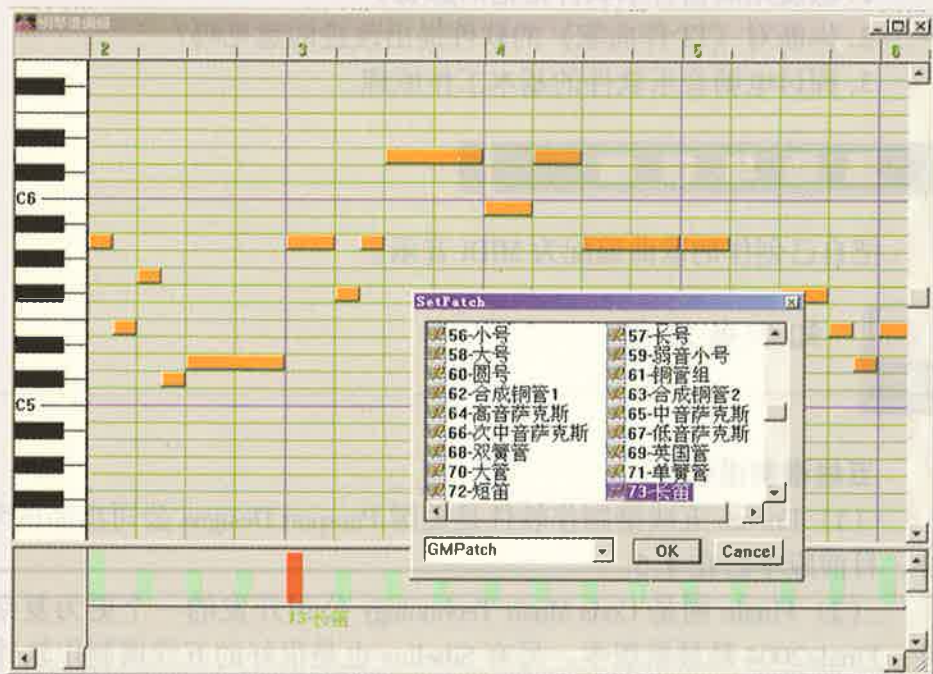 2 3 4 5 6
C6
C5
SetPatch
56-小号 57-长号
58-大号 59-弱音小号
60-圆号 61-铜管组
62-合成铜管1 63-合成铜管2
64-高音萨克斯 65-中音萨克斯
66-次中音萨克斯 67-低音萨克斯
68-双簧管 69-英国管
70-大管 71-单簧管
72-短笛 73-长笛
GMPatch OK Cancel
73-长笛